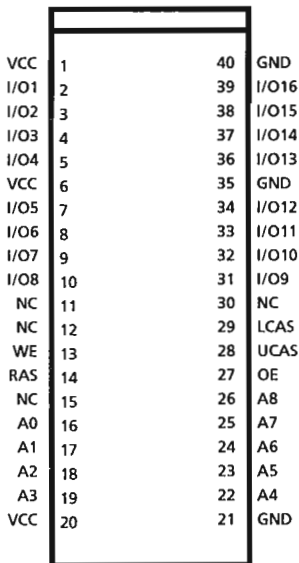 VCC 1 40 GND
I/O1 2 39 I/O16
I/O2 3 38 I/O15
I/O3 4 37 I/O14
I/O4 5 36 I/O13
VCC 6 35 GND
I/O5 7 34 I/O12
I/O6 8 33 I/O11
I/O7 9 32 I/O10
I/O8 10 31 I/O9
NC 11 30 NC
NC 12 29 LCAS
WE 13 28 UCAS
RAS 14 27 OE
NC 15 26 A8
A0 16 25 A7
A1 17 24 A6
A2 18 23 A5
A3 19 22 A4
VCC 20 21 GND